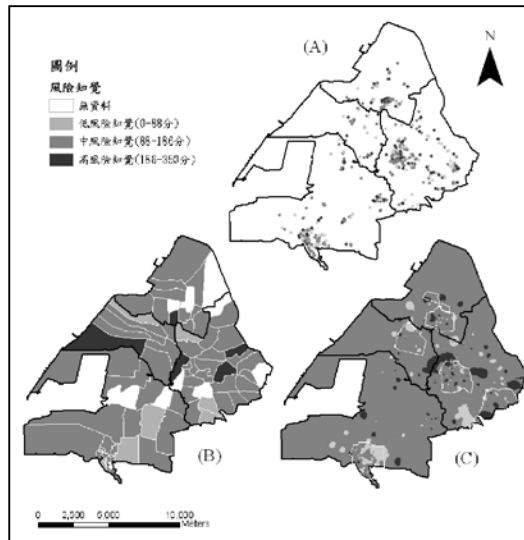 (A)
N
圖例
風險知覺
無資料
低風險知覺(0-88分)
中風險知覺(88-186分)
高風險知覺(186-350分)
(B)
(C)
0 2,500 5,000 10,000
Meters